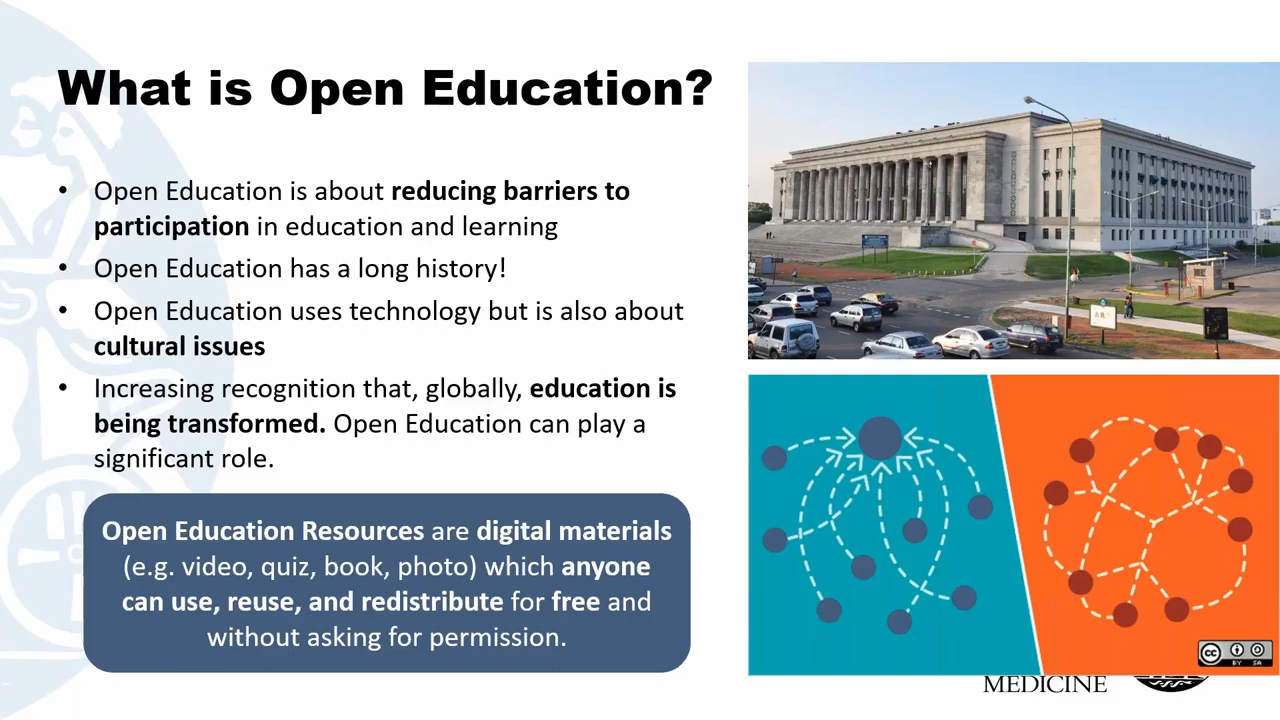 What is Open Education?
• Open Education is about reducing barriers to
participation in education and learning
• Open Education has a long history!
• Open Education uses technology but is also about
cultural issues
• Increasing recognition that, globally, education is
being transformed. Open Education can play a
significant role.
Open Education Resources are digital materials
(e.g. video, quiz, book, photo) which anyone
can use, reuse, and redistribute for free and
without asking for permission.
cc
BY SA
MEDICINE